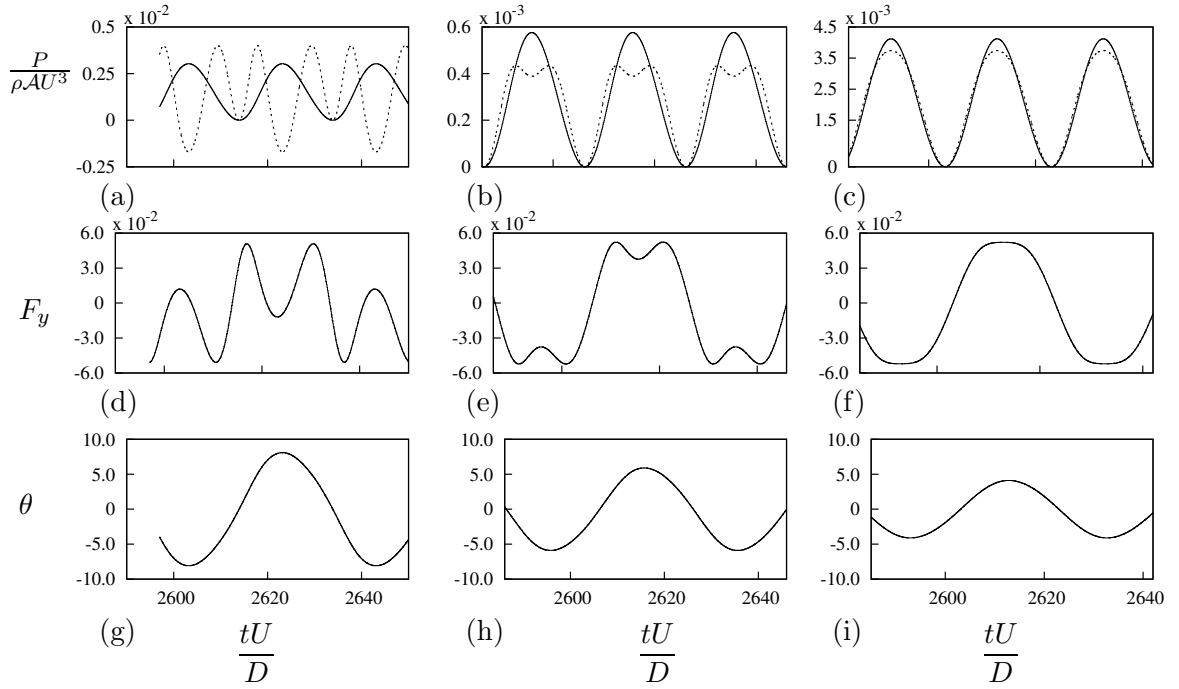 x 10-2 x 10-3 x 10-3
P/ρAU3
0.5 0.25 0 -0.25
0.6 0.4 0.2 0
4.5 3.5 1.5 0
(a) (b) (c)
x 10-2 x 10-2 x 10-2
Fy
6.0 3.0 0 -3.0 -6.0
6.0 3.0 0 -3.0 -6.0
6.0 3.0 0 -3.0 -6.0
(d) (e) (f)
θ
10.0 5.0 0 -5.0 -10.0
10.0 5.0 0 -5.0 -10.0
10.0 5.0 0 -5.0 -10.0
2600 2620 2640 2600 2620 2640 2600 2620 2640
(g) (h) (i)
tU/D tU/D tU/D